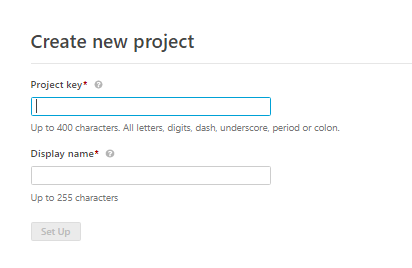 Create new project
Project key*
Up to 400 characters. All letters, digits, dash, underscore, period or colon.
Display name*
Up to 255 characters
Set Up